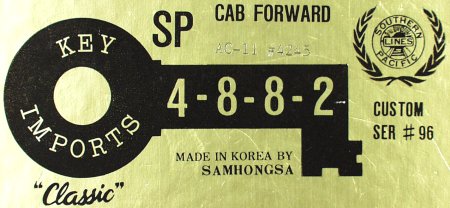 KEY
IMPORTS
"Classic"
SP
CAB FORWARD
AC-11 #4245
4-8-8-2
MADE IN KOREA BY
SAMHONGSA
SOUTHERN
LINES
PACIFIC
CUSTOM
SER # 96